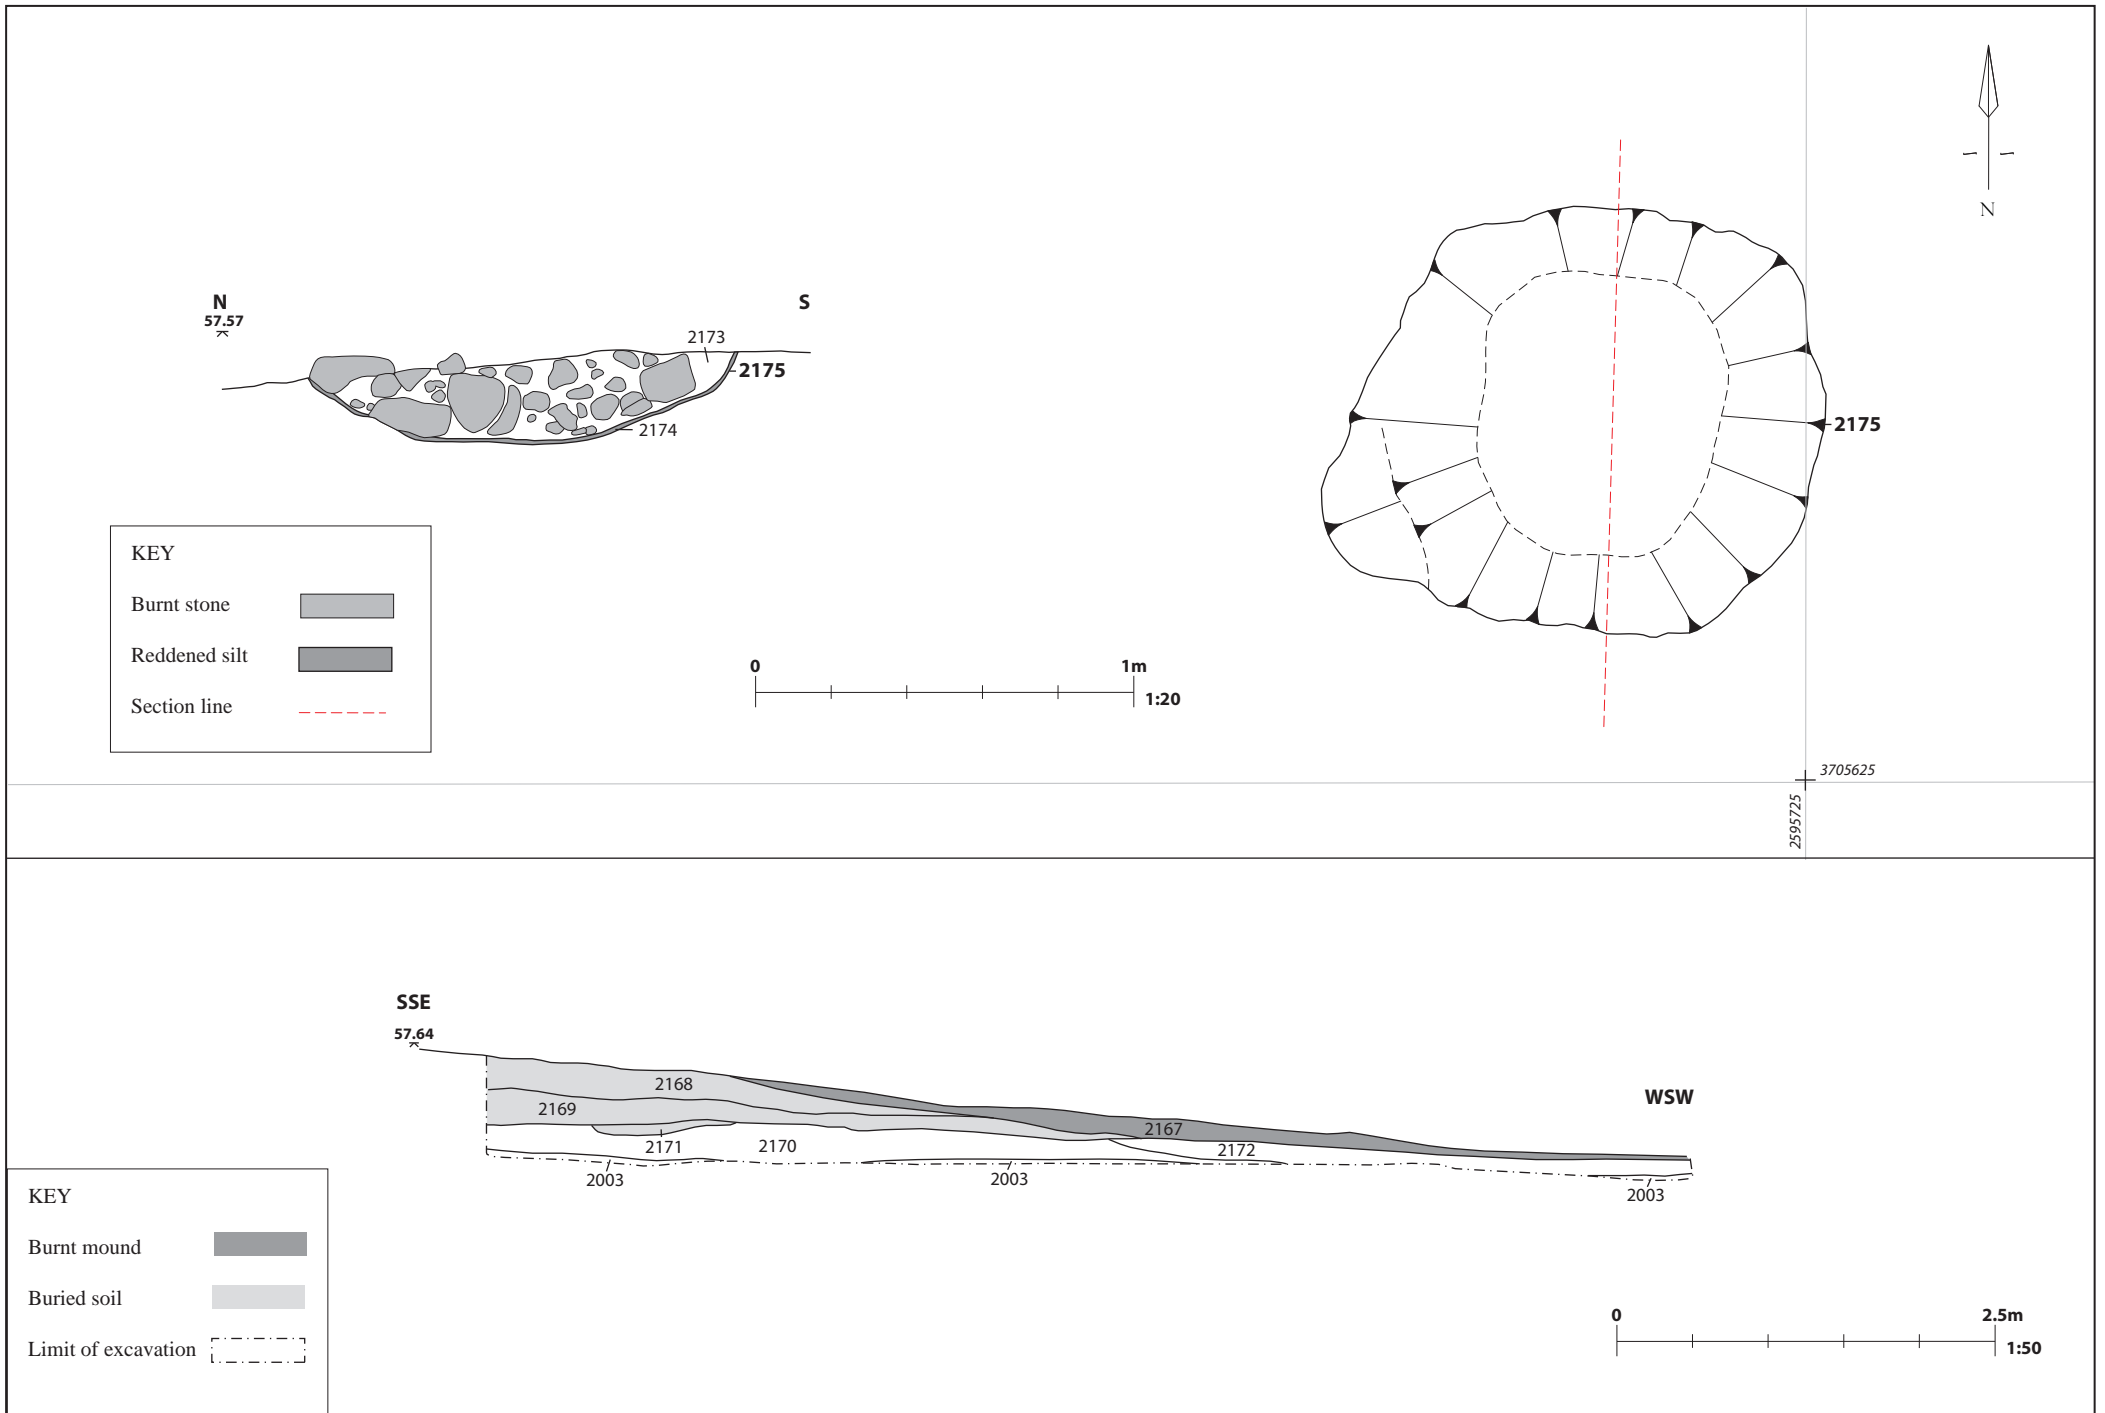 N
57.57
S
2173
2175
2174
N
2175
KEY
Burnt stone
Reddened silt
Section line
0 1m
1:20
3705625
2595725
SSE
57.64
2168
2169
2171
2170
2167
2172
WSW
2003
2003
2003
KEY
Burnt mound
Buried soil
Limit of excavation
0 2.5m
1:50